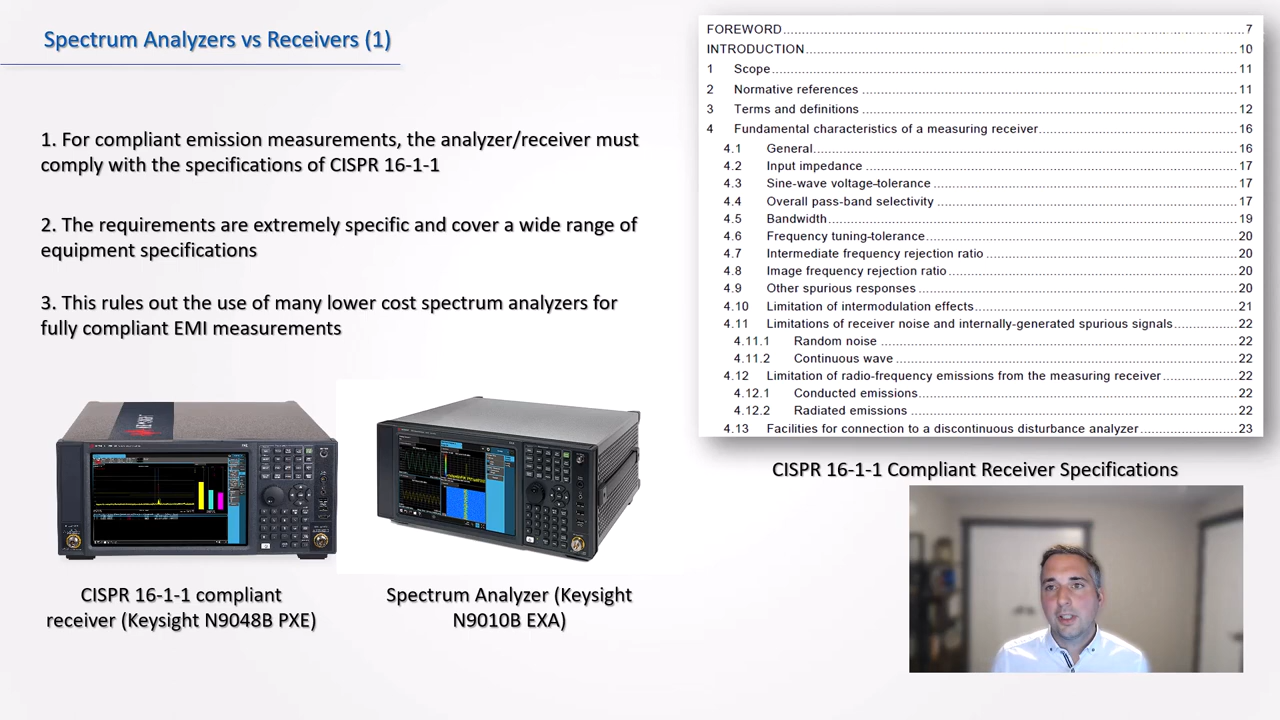 Spectrum Analyzers vs Receivers (1)
1. For compliant emission measurements, the analyzer/receiver must
comply with the specifications of CISPR 16-1-1
2. The requirements are extremely specific and cover a wide range of
equipment specifications
3. This rules out the use of many lower cost spectrum analyzers for
fully compliant EMI measurements
CISPR 16-1-1 compliant
receiver (Keysight N9048B PXE)
Spectrum Analyzer (Keysight
N9010B EXA)
FOREWORD 7
INTRODUCTION 10
1 Scope 11
2 Normative references 11
3 Terms and definitions 12
4 Fundamental characteristics of a measuring receiver 16
4.1 General 16
4.2 Input impedance 17
4.3 Sine-wave voltage-tolerance 17
4.4 Overall pass-band selectivity 17
4.5 Bandwidth 19
4.6 Frequency tuning-tolerance 20
4.7 Intermediate frequency rejection ratio 20
4.8 Image frequency rejection ratio 20
4.9 Other spurious responses 20
4.10 Limitation of intermodulation effects 21
4.11 Limitations of receiver noise and internally-generated spurious signals 22
4.11.1 Random noise 22
4.11.2 Continuous wave 22
4.12 Limitation of radio-frequency emissions from the measuring receiver 22
4.12.1 Conducted emissions 22
4.12.2 Radiated emissions 22
4.13 Facilities for connection to a discontinuous disturbance analyzer 23
CISPR 16-1-1 Compliant Receiver Specifications